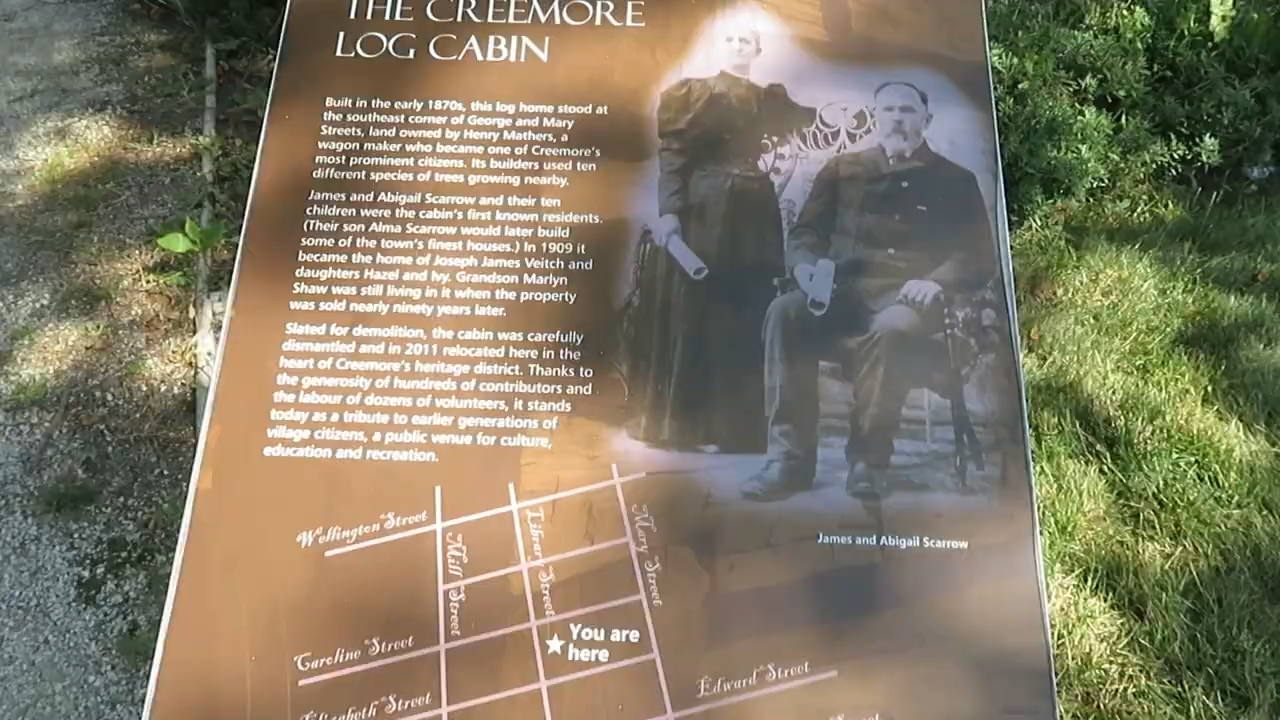 THE CREEMORE
LOG CABIN
Built in the early 1870s, this log home stood at
the southeast corner of George and Mary
Streets, land owned by Henry Mathers, a
wagon maker who became one of Creemore's
most prominent citizens. Its builders used ten
different species of trees growing nearby.
James and Abigail Scarrow and their ten
children were the cabin's first known residents.
(Their son Alma Scarrow would later build
some of the town's finest houses.) In 1909 it
became the home of Joseph James Veitch and
daughters Hazel and Ivy. Grandson Marlyn
Shaw was still living in it when the property
was sold nearly ninety years later.
Slated for demolition, the cabin was carefully
dismantled and in 2011 relocated here in the
heart of Creemore's heritage district. Thanks to
the generosity of hundreds of contributors and
the labour of dozens of volunteers, it stands
today as a tribute to earlier generations of
village citizens, a public venue for culture,
education and recreation.
James and Abigail Scarrow
Wellington Street
Mill Street
Library Street
Mary Street
Caroline Street
You are
here
Edward Street
Elizabeth Street